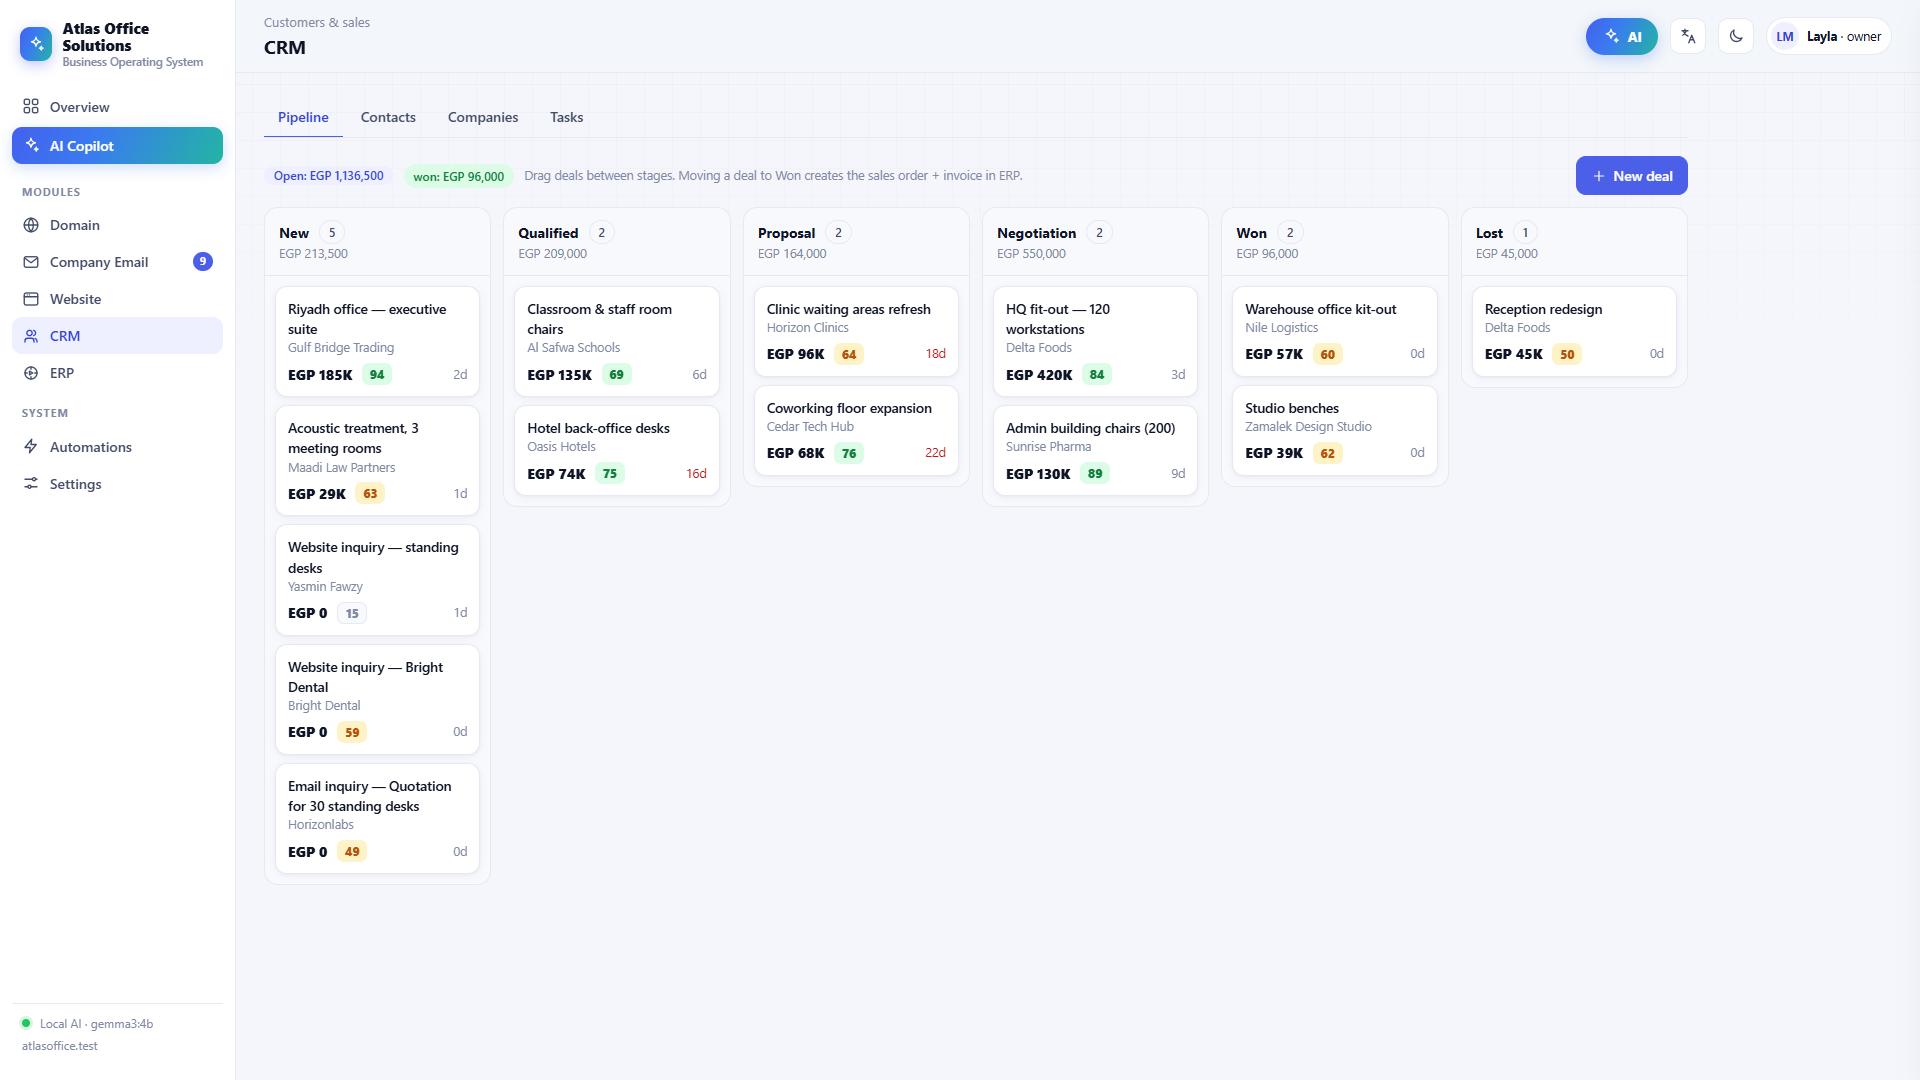 Atlas Office
Solutions
Business Operating System
Overview
AI Copilot
MODULES
Domain
Company Email 9
Website
CRM
ERP
SYSTEM
Automations
Settings
Local AI · gemma3:4b
atlasoffice.test
Customers & sales
CRM
AI
LM Layla · owner
Pipeline Contacts Companies Tasks
Open: EGP 1,136,500 won: EGP 96,000 Drag deals between stages. Moving a deal to Won creates the sales order + invoice in ERP.
+ New deal
New 5
EGP 213,500
Riyadh office — executive
suite
Gulf Bridge Trading
EGP 185K 94 2d
Acoustic treatment, 3
meeting rooms
Maadi Law Partners
EGP 29K 63 1d
Website inquiry — standing
desks
Yasmin Fawzy
EGP 0 15 1d
Website inquiry — Bright
Dental
Bright Dental
EGP 0 59 0d
Email inquiry — Quotation
for 30 standing desks
Horizonlabs
EGP 0 49 0d
Qualified 2
EGP 209,000
Classroom & staff room
chairs
Al Safwa Schools
EGP 135K 69 6d
Hotel back-office desks
Oasis Hotels
EGP 74K 75 16d
Proposal 2
EGP 164,000
Clinic waiting areas refresh
Horizon Clinics
EGP 96K 64 18d
Coworking floor expansion
Cedar Tech Hub
EGP 68K 76 22d
Negotiation 2
EGP 550,000
HQ fit-out — 120
workstations
Delta Foods
EGP 420K 84 3d
Admin building chairs (200)
Sunrise Pharma
EGP 130K 89 9d
Won 2
EGP 96,000
Warehouse office kit-out
Nile Logistics
EGP 57K 60 0d
Studio benches
Zamalek Design Studio
EGP 39K 62 0d
Lost 1
EGP 45,000
Reception redesign
Delta Foods
EGP 45K 50 0d